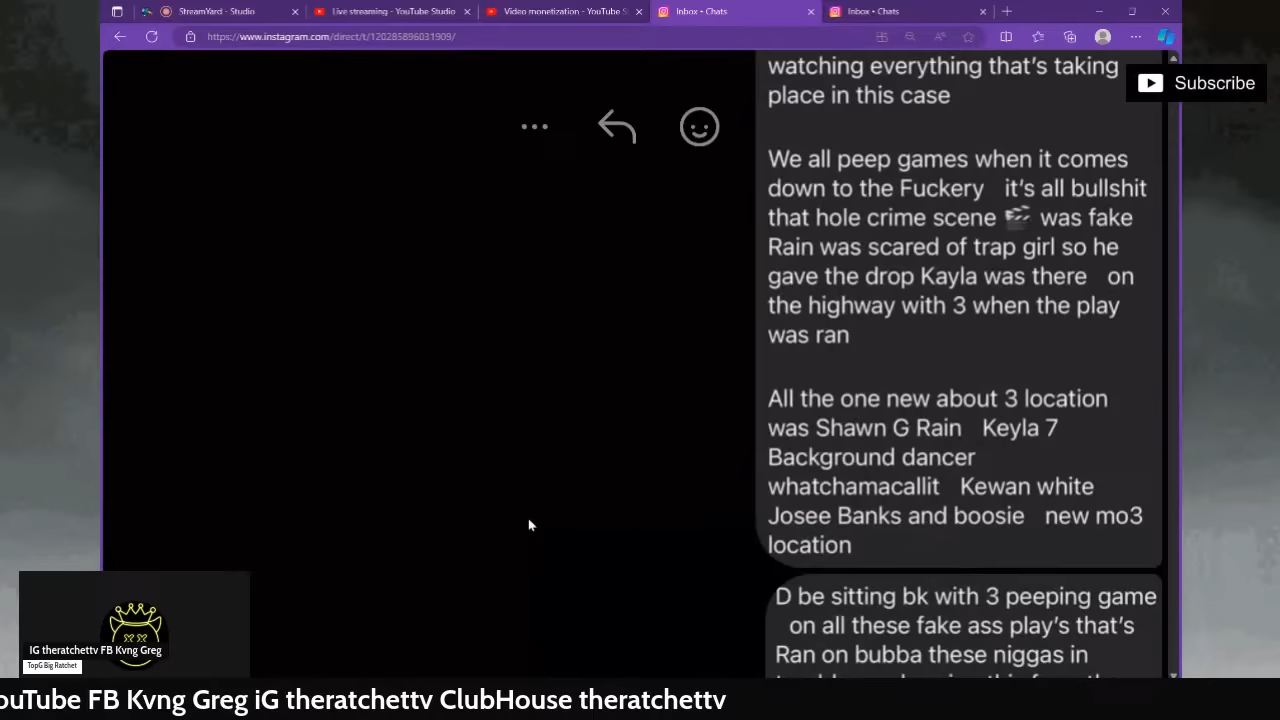 StreamYard - Studio
Live streaming - YouTube Studio
Video monetization - YouTube S
Inbox • Chats
Inbox • Chats
https://www.instagram.com/direct/t/120285896031909/
Subscribe
watching everything that's taking
place in this case
We all peep games when it comes
down to the Fuckery it's all bullshit
that hole crime scene 🎬 was fake
Rain was scared of trap girl so he
gave the drop Kayla was there on
the highway with 3 when the play
was ran
All the one new about 3 location
was Shawn G Rain Keyla 7
Background dancer
whatchamacallit Kewan white
Josee Banks and boosie new mo3
location
D be sitting bk with 3 peeping game
on all these fake ass play's that's
Ran on bubba these niggas in
IG theratchettv FB Kvng Greg
TopG Big Ratchet
ouTube FB Kvng Greg iG theratchettv ClubHouse theratchettv